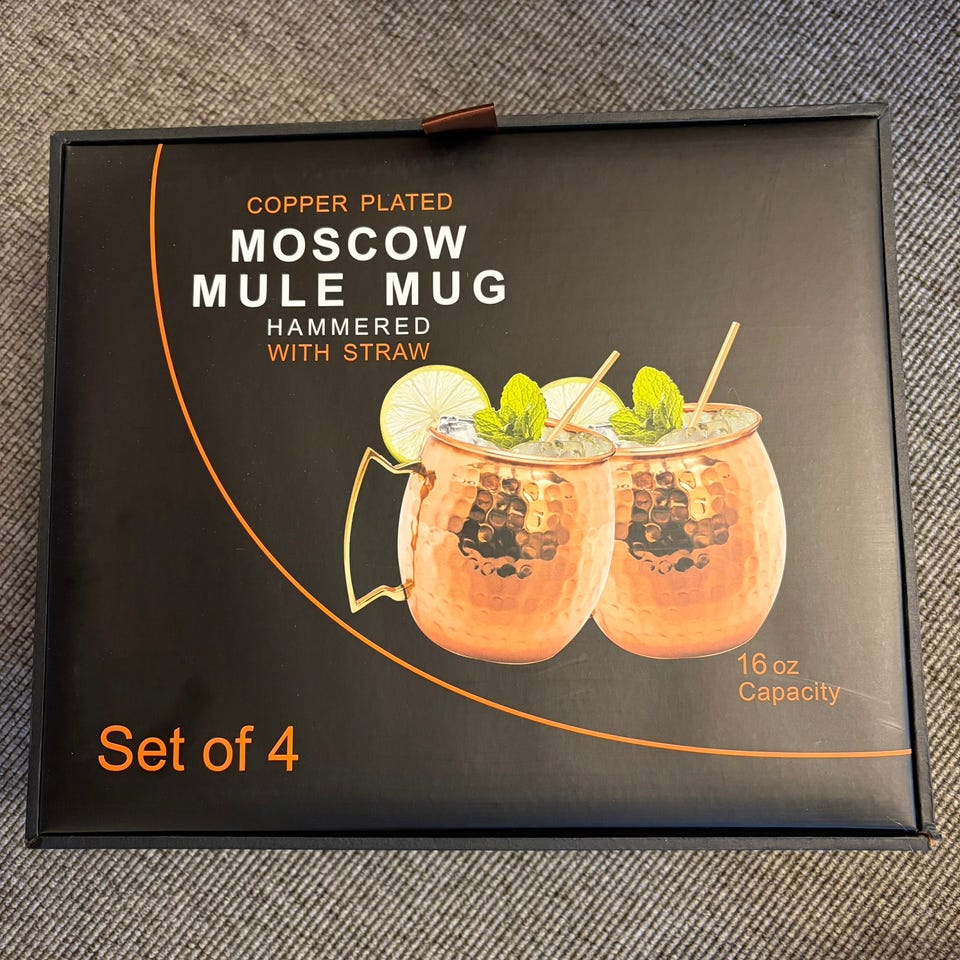 COPPER PLATED
MOSCOW
MULE MUG
HAMMERED
WITH STRAW
16 oz
Capacity
Set of 4